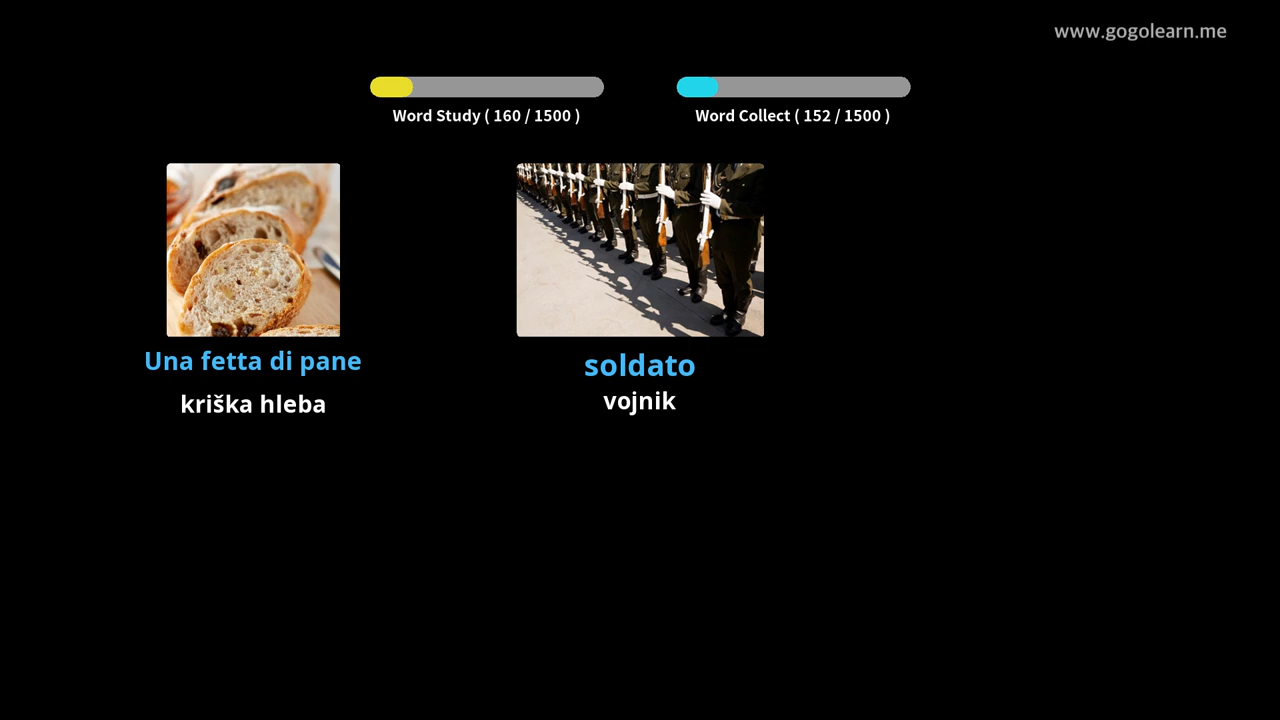 www.gogolearn.me
Word Study ( 160 / 1500 )
Word Collect ( 152 / 1500 )
Una fetta di pane
kriška hleba
soldato
vojnik